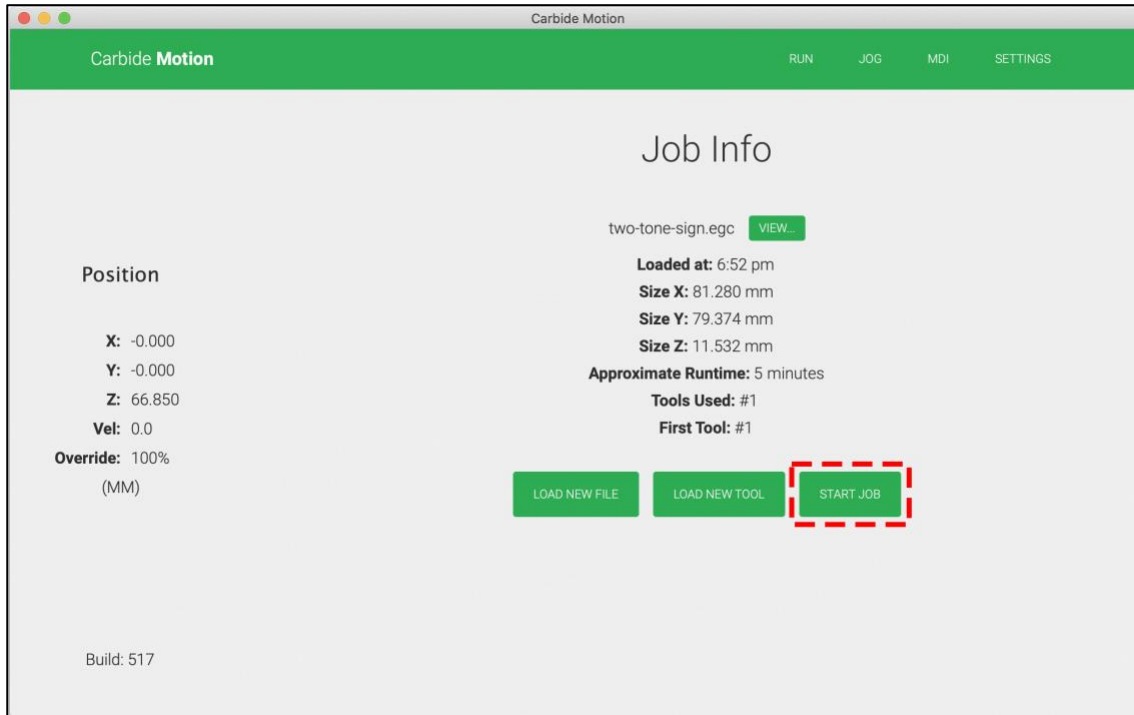 Carbide Motion
Carbide Motion
RUN JOG MDI SETTINGS
Job Info
two-tone-sign.egc VIEW...
Loaded at: 6:52 pm
Size X: 81.280 mm
Size Y: 79.374 mm
Size Z: 11.532 mm
Approximate Runtime: 5 minutes
Tools Used: #1
First Tool: #1
LOAD NEW FILE LOAD NEW TOOL START JOB
Position
X: -0.000
Y: -0.000
Z: 66.850
Vel: 0.0
Override: 100%
(MM)
Build: 517